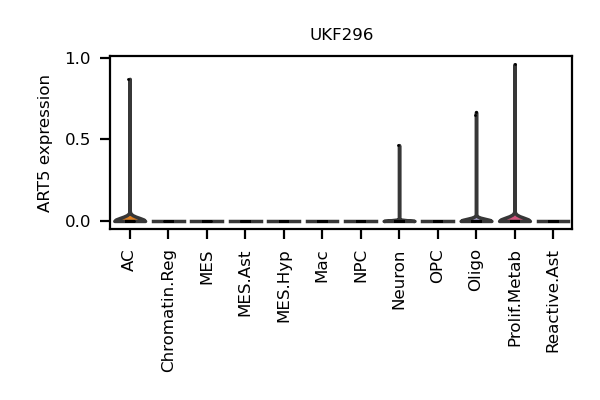 UKF296
ART5 expression
1.0
0.5
0.0
AC
Chromatin.Reg
MES
MES.Ast
MES.Hyp
Mac
NPC
Neuron
OPC
Oligo
Prolif.Metab
Reactive.Ast